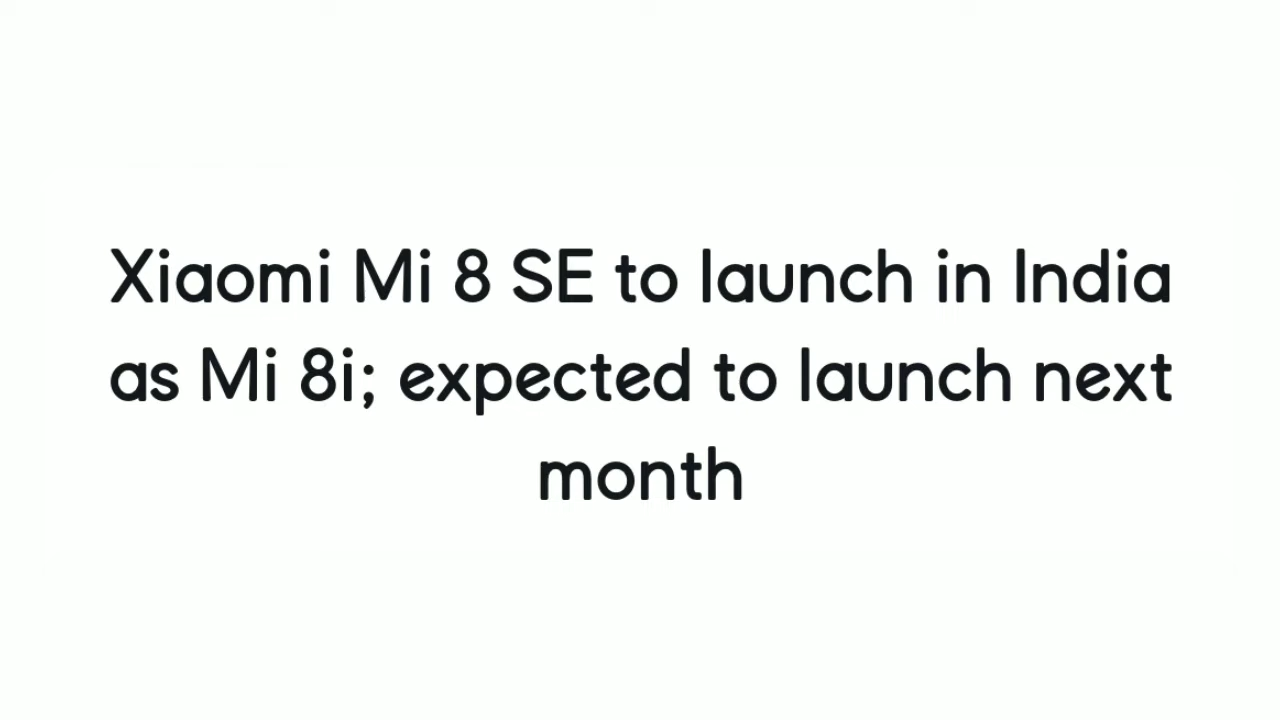 Xiaomi Mi 8 SE to launch in India
as Mi 8i; expected to launch next
month